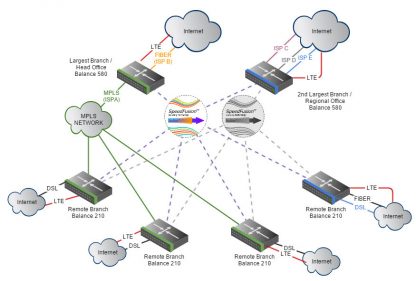 Internet
LTE
FIBER
(ISP B)
Largest Branch /
Head Office
Balance 580
MPLS
(ISPA)
MPLS
NETWORK
SpeedFusion
SpeedFusion
ISP C
ISP D
ISP E
LTE
Internet
2nd Largest Branch /
Regional Office
Balance 580
DSL
LTE
Internet
Remote Branch
Balance 210
Internet
LTE
DSL
Remote Branch
Balance 210
Remote Branch
Balance 210
DSL
LTE
Internet
Remote Branch
Balance 210
LTE
FIBER
DSL
Internet